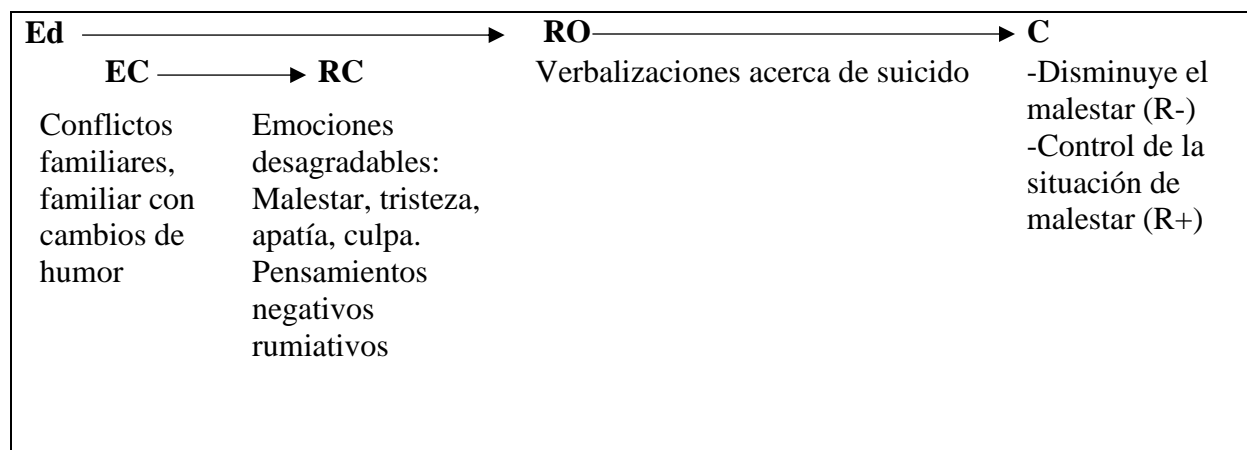 Ed RO C
EC RC
Verbalizaciones acerca de suicido
Conflictos
familiares,
familiar con
cambios de
humor
Emociones
desagradables:
Malestar, tristeza,
apatía, culpa.
Pensamientos
negativos
rumiativos
-Disminuye el
malestar (R-)
-Control de la
situación de
malestar (R+)